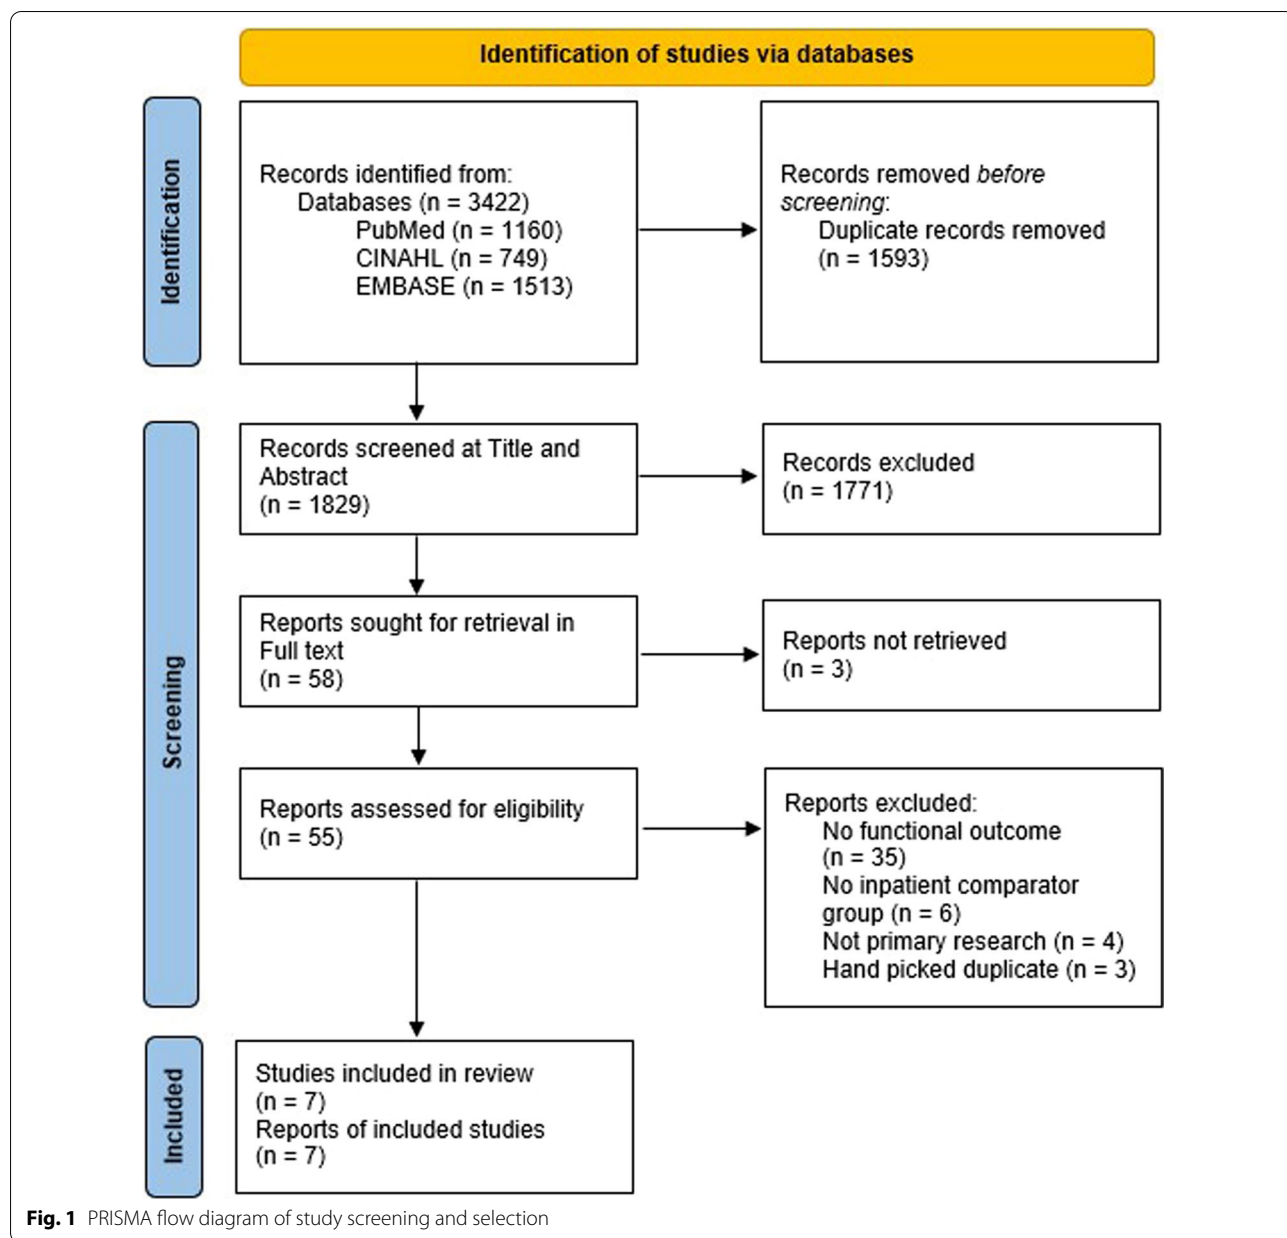 Identification of studies via databases
Identification
Records identified from:
Databases (n = 3422)
PubMed (n = 1160)
CINAHL (n = 749)
EMBASE (n = 1513)
Records removed before
screening:
Duplicate records removed
(n = 1593)
Screening
Records screened at Title and
Abstract
(n = 1829)
Records excluded
(n = 1771)
Reports sought for retrieval in
Full text
(n = 58)
Reports not retrieved
(n = 3)
Reports assessed for eligibility
(n = 55)
Reports excluded:
No functional outcome
(n = 35)
No inpatient comparator
group (n = 6)
Not primary research (n = 4)
Hand picked duplicate (n = 3)
Included
Studies included in review
(n = 7)
Reports of included studies
(n = 7)
Fig. 1 PRISMA flow diagram of study screening and selection